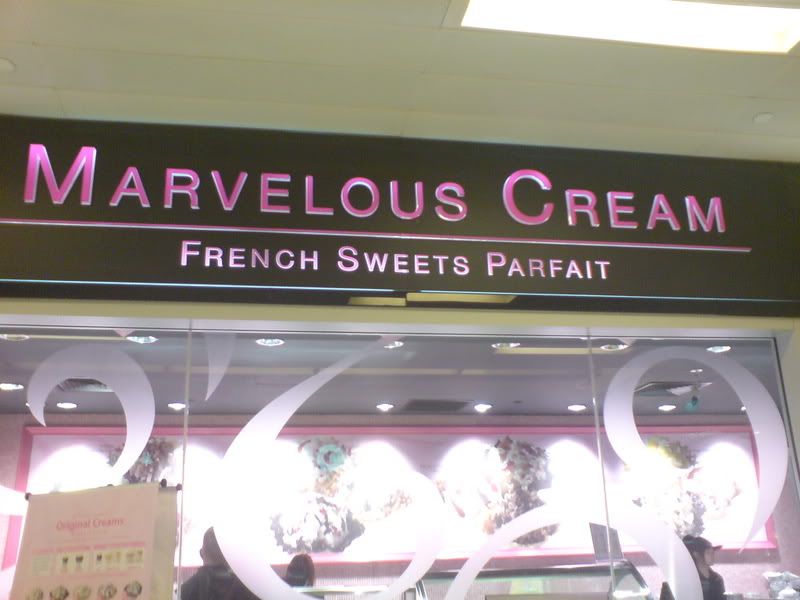 MARVELOUS CREAM
FRENCH SWEETS PARFAIT
Original Creams